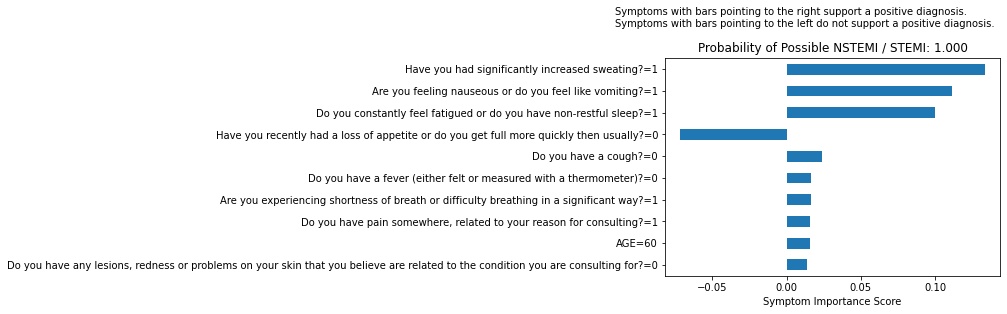 Symptoms with bars pointing to the right support a positive diagnosis.
Symptoms with bars pointing to the left do not support a positive diagnosis.
Probability of Possible NSTEMI / STEMI: 1.000
Have you had significantly increased sweating?=1
Are you feeling nauseous or do you feel like vomiting?=1
Do you constantly feel fatigued or do you have non-restful sleep?=1
Have you recently had a loss of appetite or do you get full more quickly then usually?=0
Do you have a cough?=0
Do you have a fever (either felt or measured with a thermometer)?=0
Are you experiencing shortness of breath or difficulty breathing in a significant way?=1
Do you have pain somewhere, related to your reason for consulting?=1
AGE=60
Do you have any lesions, redness or problems on your skin that you believe are related to the condition you are consulting for?=0
−0.05 0.00 0.05 0.10
Symptom Importance Score